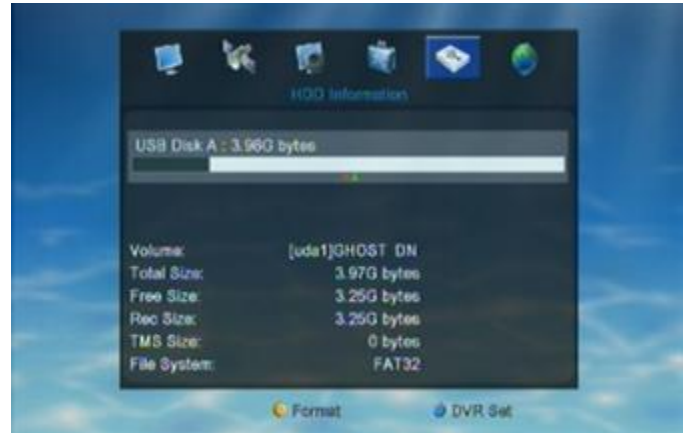 HDD Information
USB Disk A : 3.96G bytes
Volume: [uda1]GHOST DN
Total Size: 3.97G bytes
Free Size: 3.25G bytes
Rec Size: 3.25G bytes
TMS Size: 0 bytes
File System: FAT32
Format DVR Set